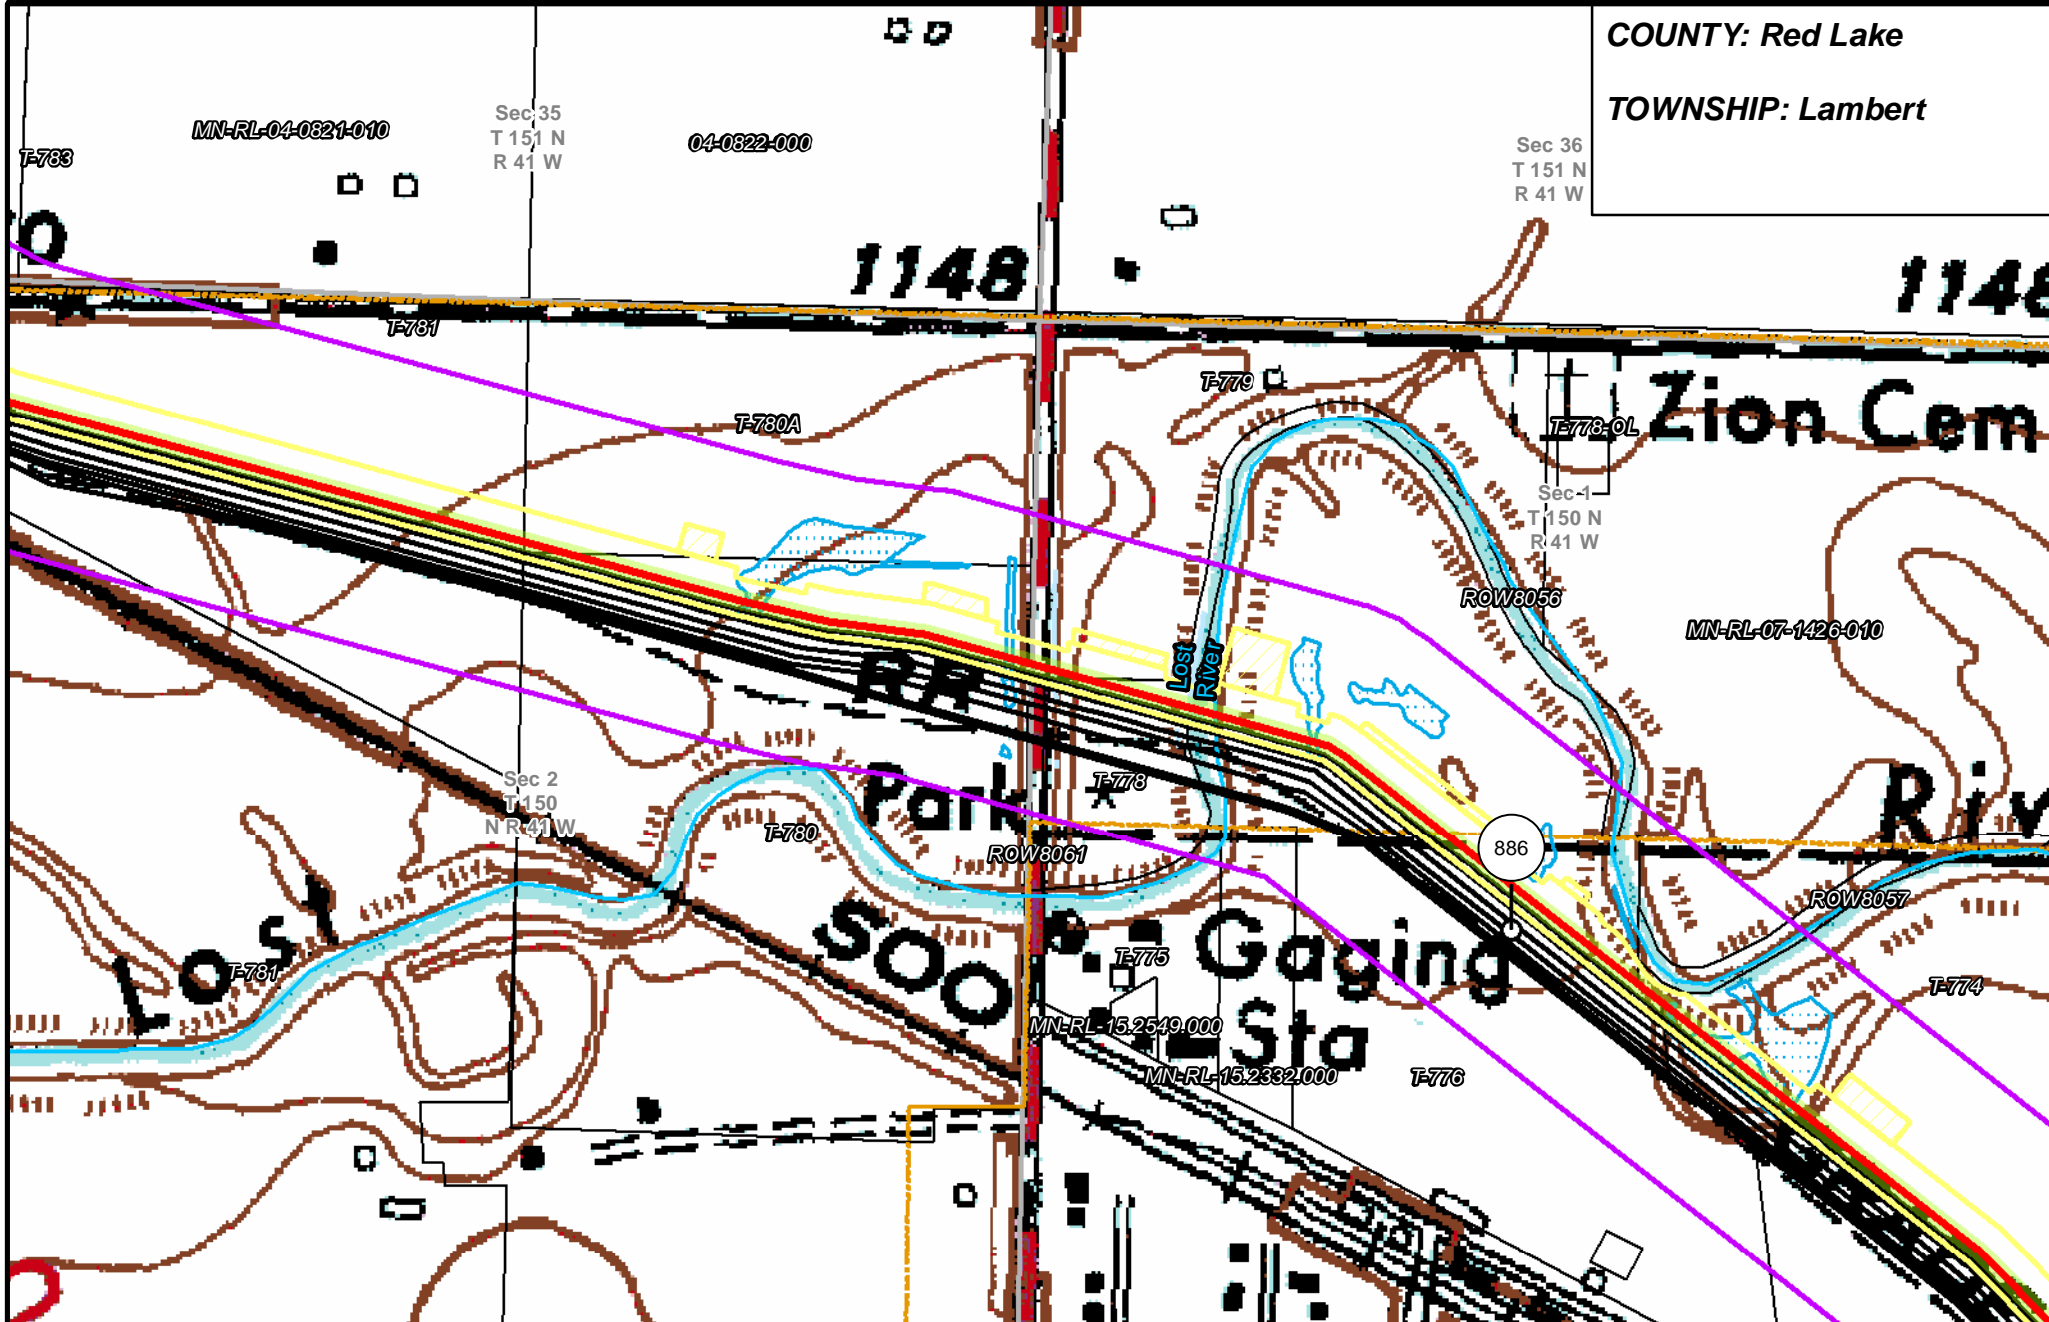 COUNTY: Red Lake
TOWNSHIP: Lambert
MN-RL-04-0821-010
Sec 35
T 151 N
R 41 W
04-0822-000
T-783
Sec 36
T 151 N
R 41 W
1148
T-781
T-779
T-780A
T-778-OL
Zion Cem
Sec 1
T 150 N
R 41 W
ROW8056
MN-RL-07-1426-010
Lost
River
RR
Park
T-778
Sec 2
T 150
N R 41 W
T-780
ROW8061
886
Riv
ROW8057
Lost
T-781
SOO
T-775
Gaging
Sta
T-774
MN-RL-15.2549.000
MN-RL-15.2332.000
T-776